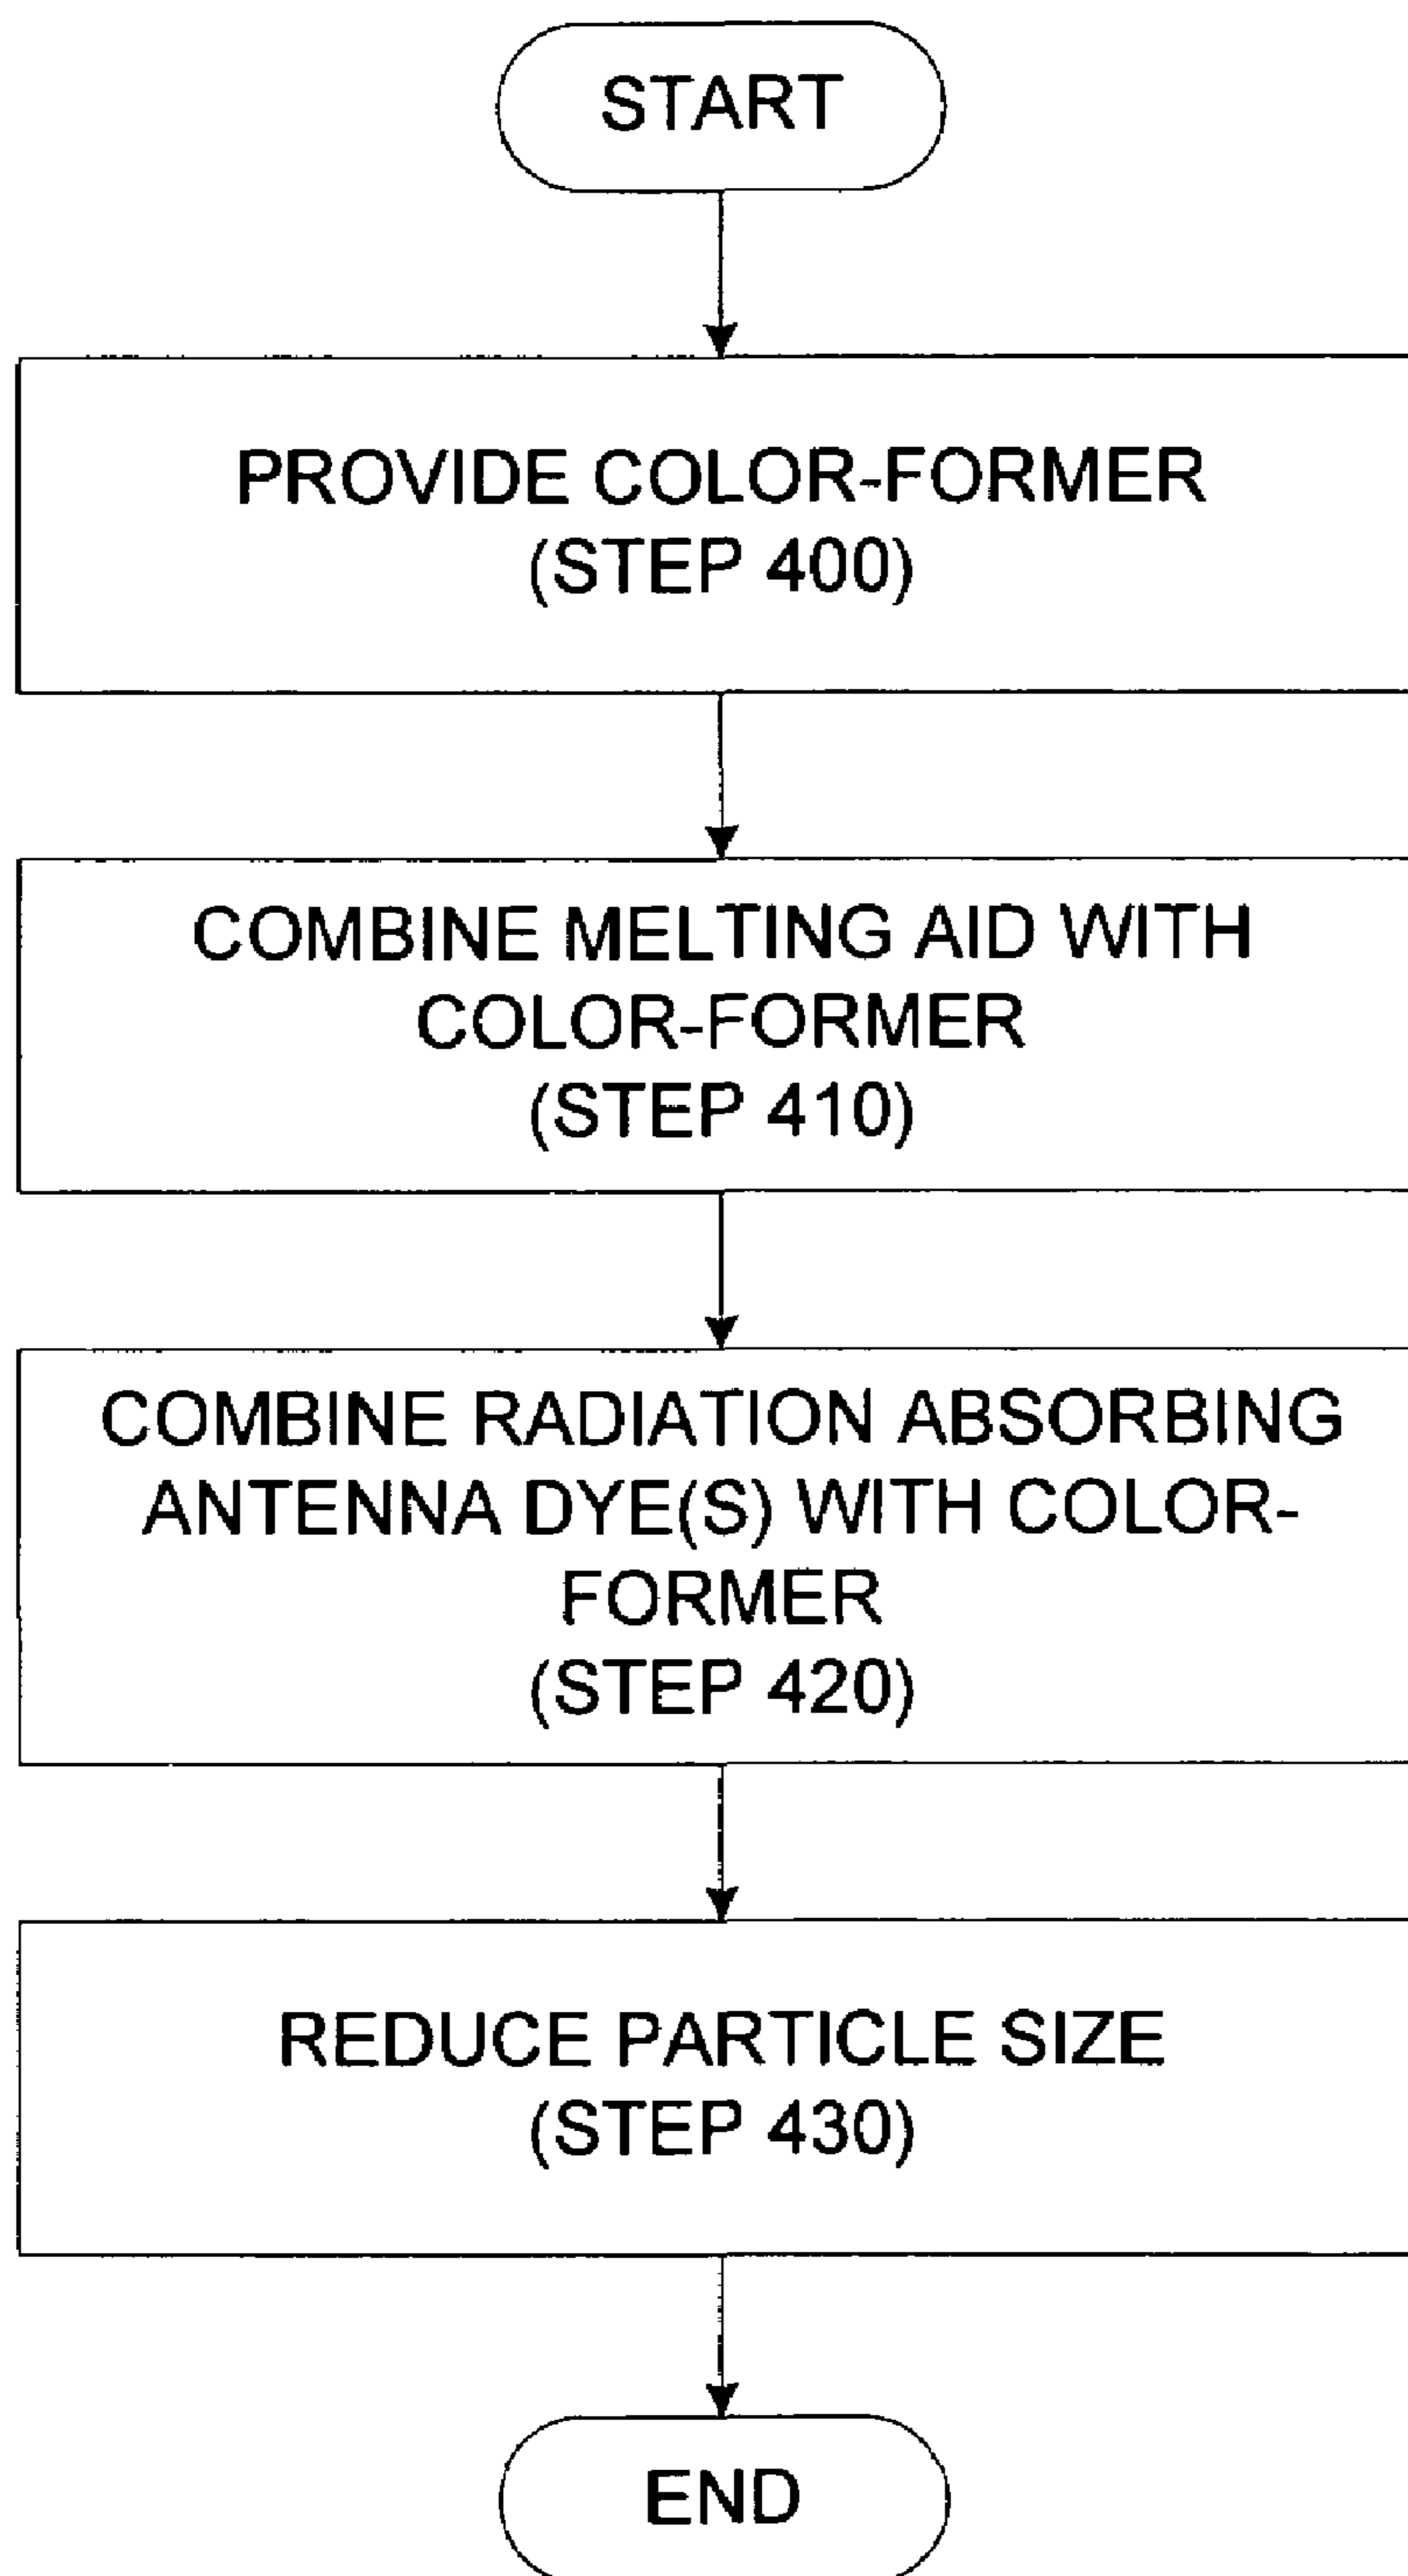 START
PROVIDE COLOR-FORMER
(STEP 400)
COMBINE MELTING AID WITH
COLOR-FORMER
(STEP 410)
COMBINE RADIATION ABSORBING
ANTENNA DYE(S) WITH COLOR-
FORMER
(STEP 420)
REDUCE PARTICLE SIZE
(STEP 430)
END